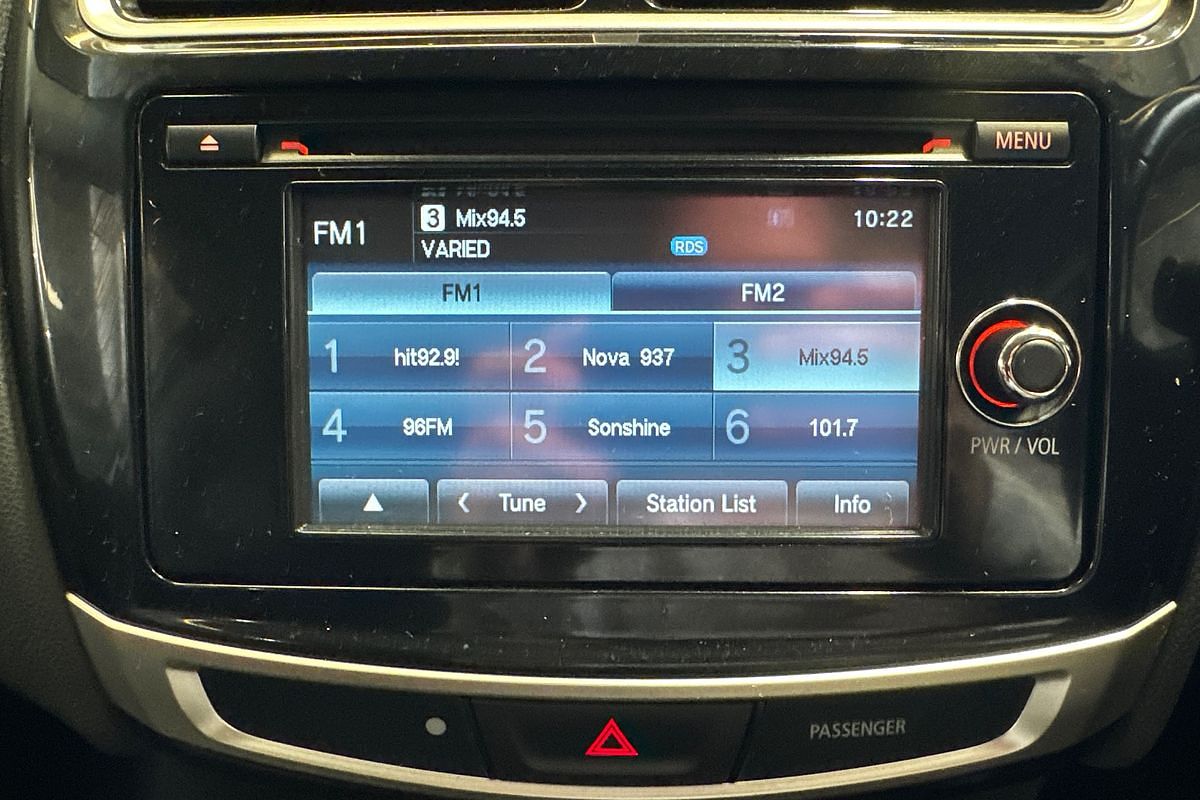 MENU
FM1
3 Mix94.5
10:22
VARIED
RDS
FM1
FM2
1 hit92.9!
2 Nova 937
3 Mix94.5
4 96FM
5 Sonshine
6 101.7
Tune
Station List
Info
PWR / VOL
PASSENGER